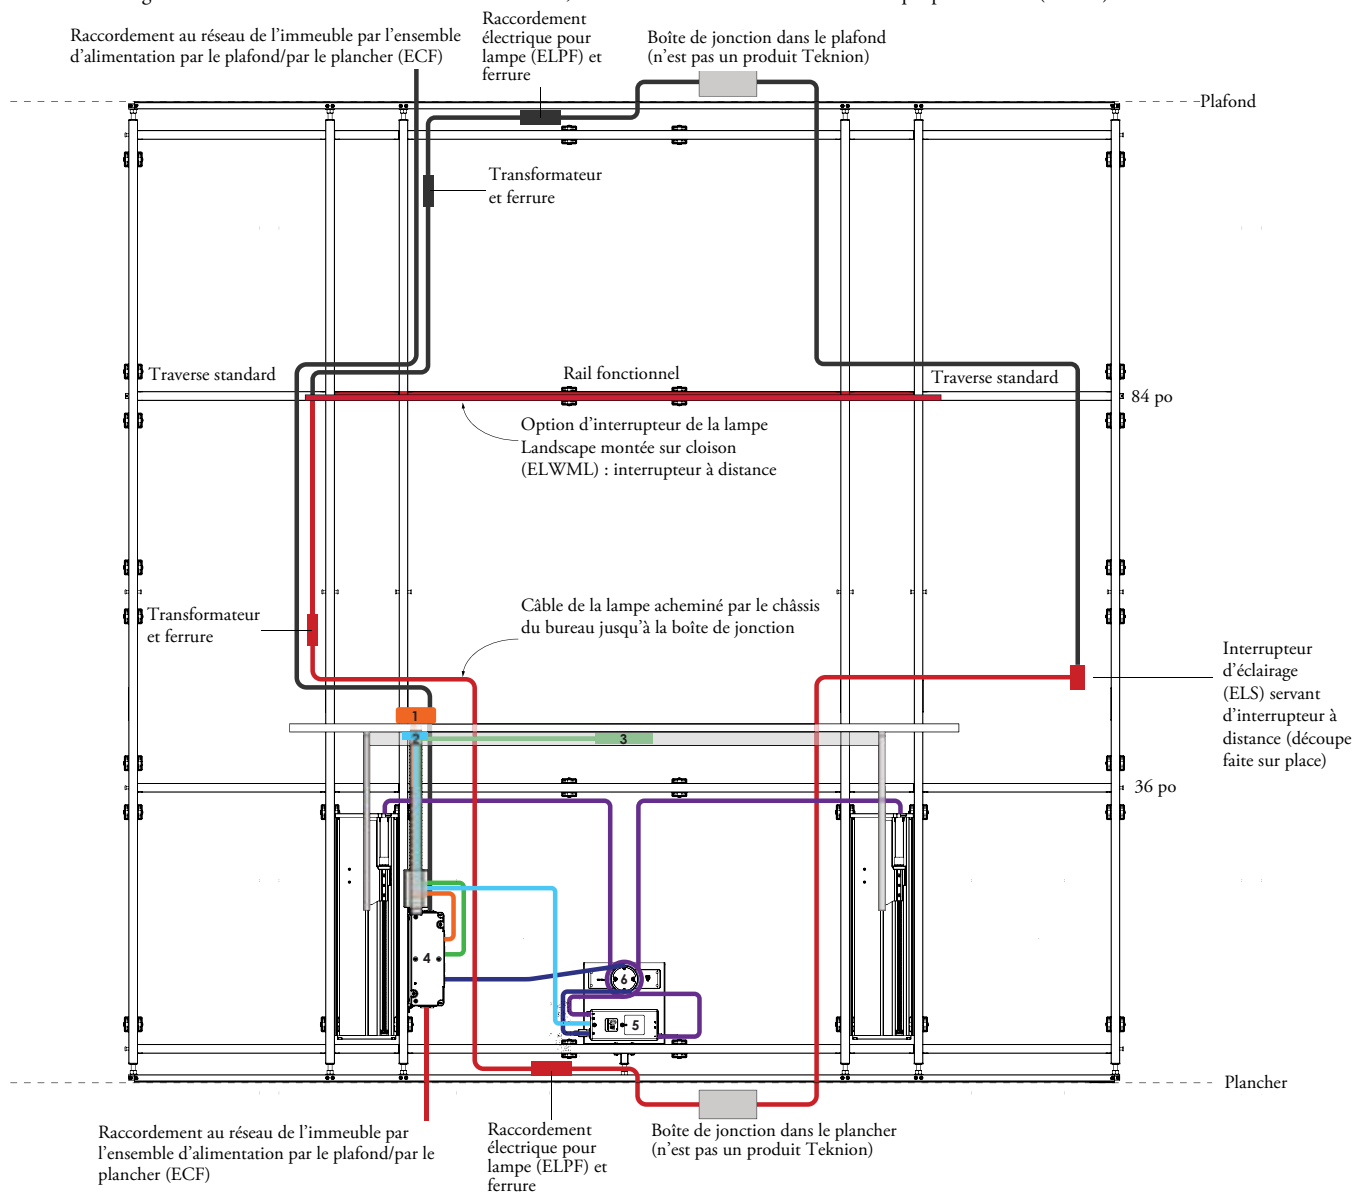 Raccordement au réseau de l'immeuble par l'ensemble
d'alimentation par le plafond/par le plancher (ECF)
Raccordement
électrique pour
lampe (ELPF) et
ferrure
Boîte de jonction dans le plafond
(n'est pas un produit Teknion)
Plafond
Transformateur
et ferrure
Traverse standard
Rail fonctionnel
Traverse standard
84 po
Option d'interrupteur de la lampe
Landscape montée sur cloison
(ELWML) : interrupteur à distance
Transformateur
et ferrure
Câble de la lampe acheminé par le châssis
du bureau jusqu'à la boîte de jonction
Interrupteur
d'éclairage
(ELS) servant
d'interrupteur à
distance (découpe
faite sur place)
1
2
3
36 po
4
6
5
Plancher
Raccordement au réseau de l'immeuble par
l'ensemble d'alimentation par le plafond/par le
plancher (ECF)
Raccordement
électrique pour
lampe (ELPF) et
ferrure
Boîte de jonction dans le plancher
(n'est pas un produit Teknion)